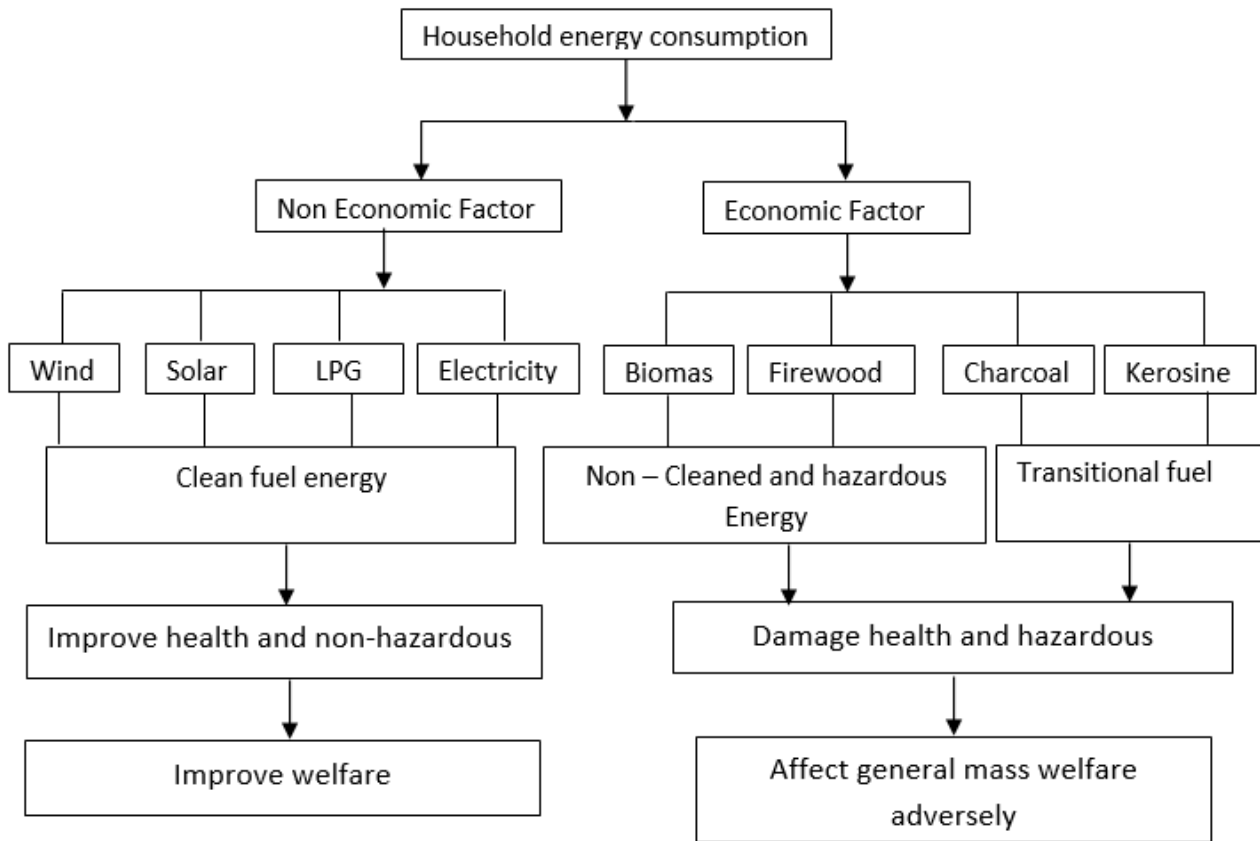 Household energy consumption
Non Economic Factor
Economic Factor
Wind
Solar
LPG
Electricity
Biomas
Firewood
Charcoal
Kerosine
Clean fuel energy
Non – Cleaned and hazardous
Energy
Transitional fuel
Improve health and non-hazardous
Damage health and hazardous
Improve welfare
Affect general mass welfare
adversely